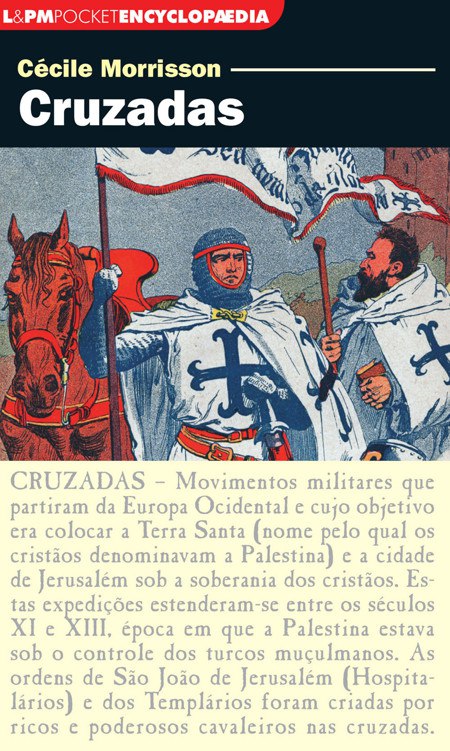 L&PMPOCKETENCYCLOPAEDIA
Cécile Morrisson
Cruzadas
CRUZADAS – Movimentos militares que
partiram da Europa Ocidental e cujo objetivo
era colocar a Terra Santa (nome pelo qual os
cristãos denominavam a Palestina) e a cidade
de Jerusalém sob a soberania dos cristãos. Es-
tas expedições estenderam-se entre os séculos
XI e XIII, época em que a Palestina estava
sob o controle dos turcos muçulmanos. As
ordens de São João de Jerusalém (Hospita-
lários) e dos Templários foram criadas por
ricos e poderosos cavaleiros nas cruzadas.